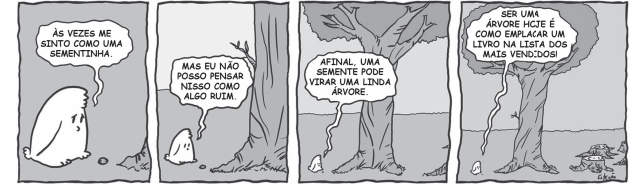 ÀS VEZES ME
SINTO COMO UMA
SEMENTINHA.
MAS EU NÃO
POSSO PENSAR
NISSO COMO
ALGO RUIM.
AFINAL, UMA
SEMENTE PODE
VIRAR UMA LINDA
ÁRVORE.
SER UMA
ÁRVORE HOJE É
COMO EMPLACAR UM
LIVRO NA LISTA DOS
MAIS VENDIDOS!